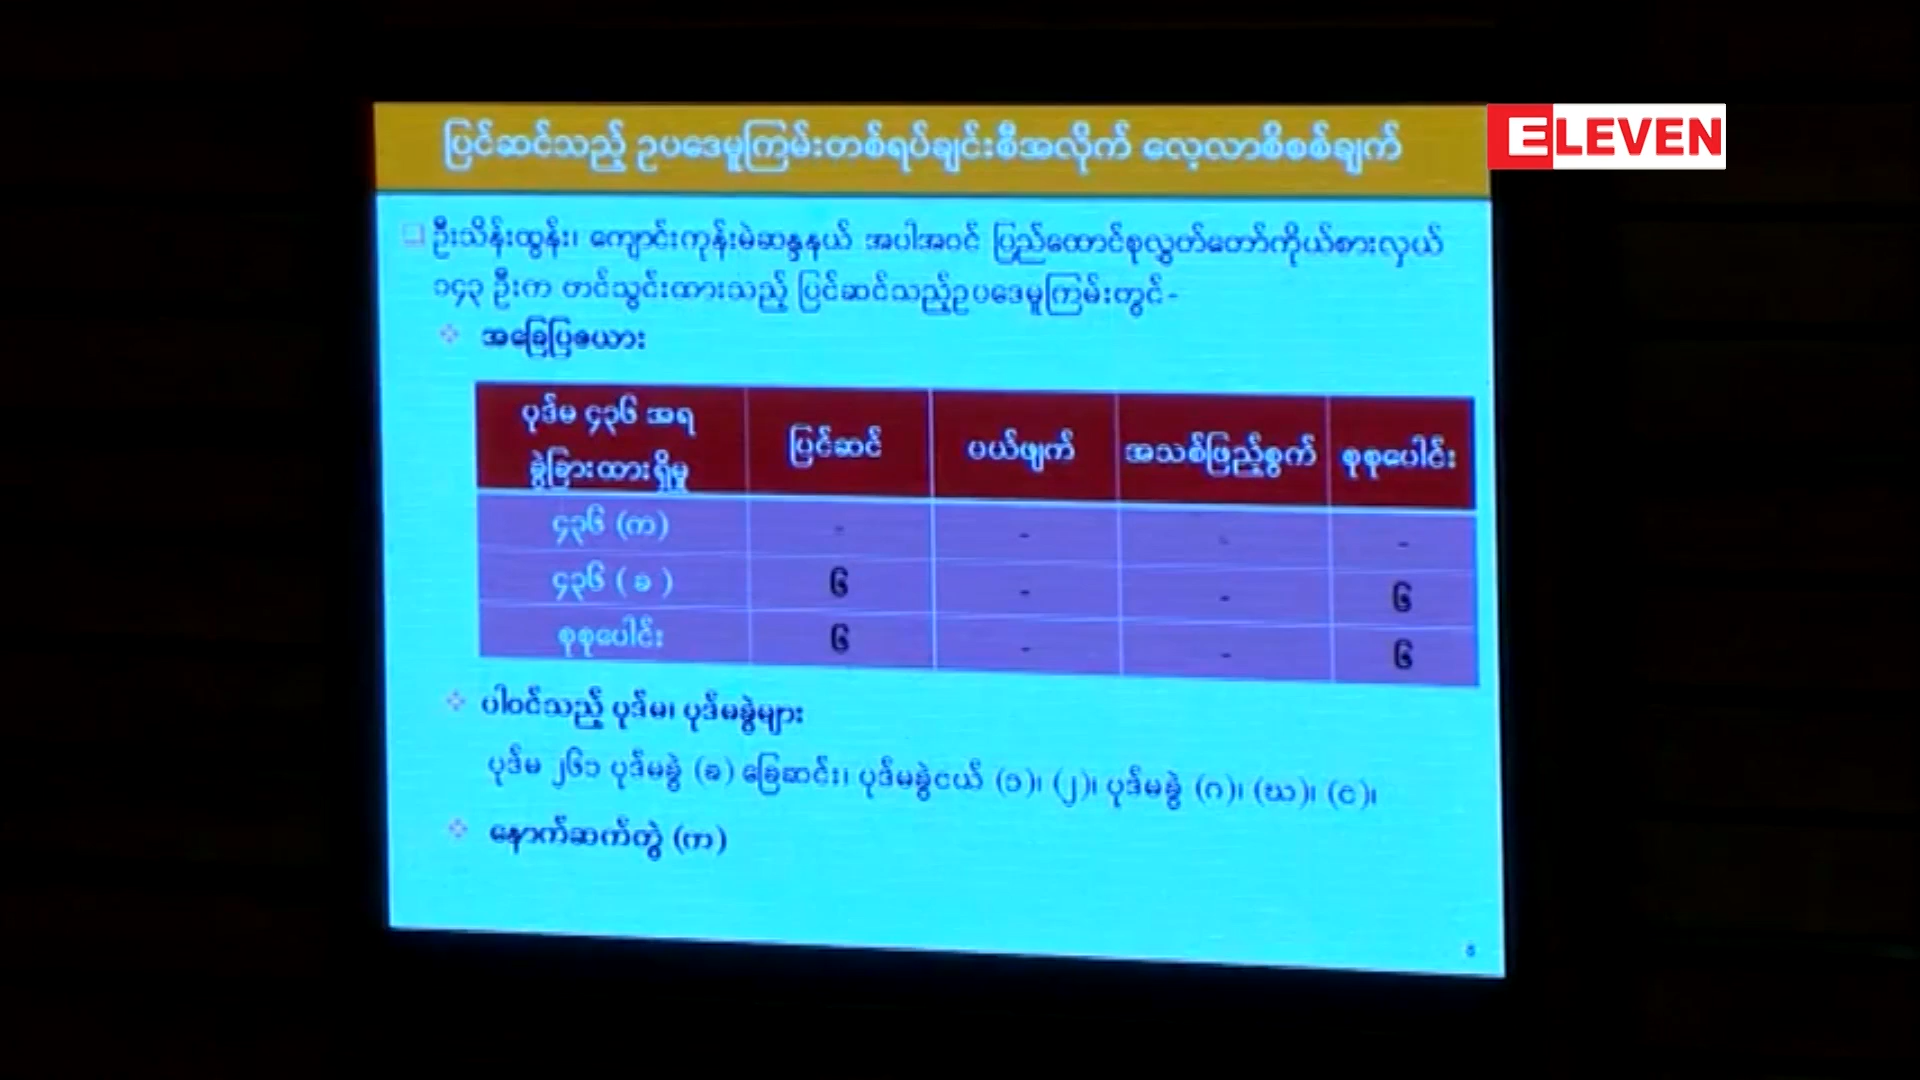 ELEVEN
ပြင်ဆင်သည့် ဥပဒေမူကြမ်းတစ်ရပ်ချင်းစီအလိုက် လေ့လာစိစစ်ချက်
ဦးသိန်းထွန်း၊ ကျောင်းကုန်းမဲဆန္ဒနယ် အပါအဝင် ပြည်ထောင်စုလွှတ်တော်ကိုယ်စားလှယ်
၁၄၃ ဦးက တင်သွင်းထားသည့် ပြင်ဆင်သည့်ဥပဒေမူကြမ်းတွင်-
အခြေပြဇယား
ပုဒ်မ ၄၃၆ အရ
ခွဲခြားထားရှိမှု
ပြင်ဆင် ပယ်ဖျက် အသစ်ဖြည့်စွက် စုစုပေါင်း
၄၃၆ (က) - - - -
၄၃၆ ( ခ ) ၆ - - ၆
စုစုပေါင်း ၆ - - ၆
ပါဝင်သည့် ပုဒ်မ၊ ပုဒ်မခွဲများ
ပုဒ်မ ၂၆၁ ပုဒ်မခွဲ (ခ) ခြေဆင်း၊ ပုဒ်မခွဲငယ် (၁)၊ (၂)၊ ပုဒ်မခွဲ (ဂ)၊ (ဃ)၊ (င)၊
နောက်ဆက်တွဲ (က)